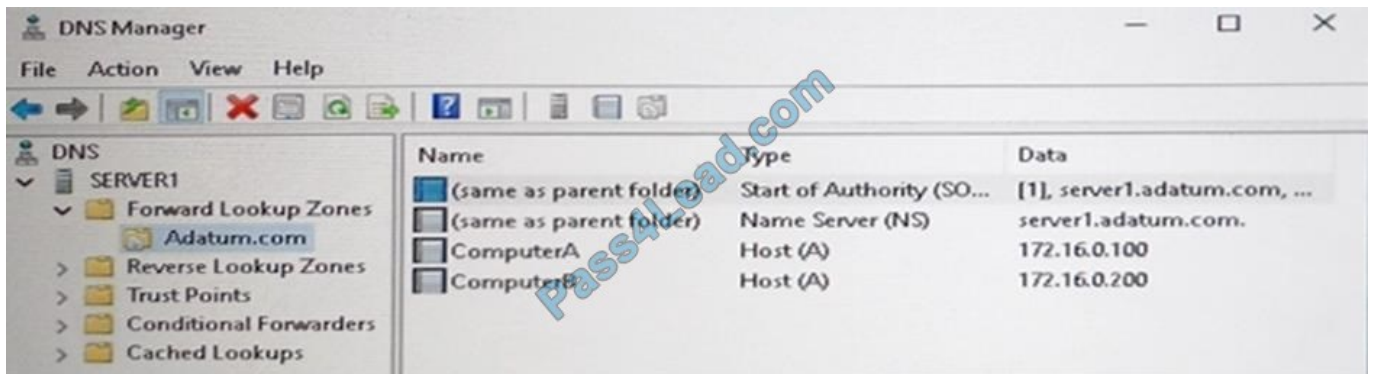 DNS Manager
File Action View Help
DNS
SERVER1
Forward Lookup Zones
Adatum.com
Reverse Lookup Zones
Trust Points
Conditional Forwarders
Cached Lookups
Name Type Data
(same as parent folder) Start of Authority (SO... [1], server1.adatum.com, ...
(same as parent folder) Name Server (NS) server1.adatum.com.
ComputerA Host (A) 172.16.0.100
ComputerB Host (A) 172.16.0.200
Pass4Lead.com